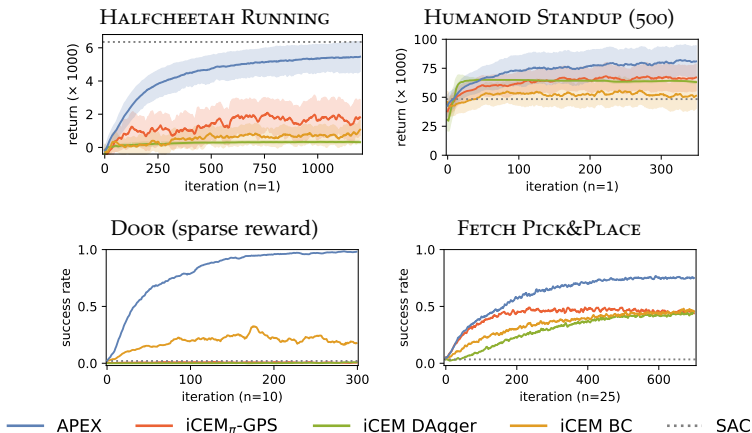 HALFCHEETAH RUNNING
return (× 1000)
6
4
2
0
0 250 500 750 1000
iteration (n=1)
HUMANOID STANDUP (500)
return (× 1000)
100
75
50
25
0
0 100 200 300
iteration (n=1)
DOOR (sparse reward)
success rate
1.0
0.5
0.0
0 100 200 300
iteration (n=10)
FETCH PICK&PLACE
success rate
1.0
0.5
0.0
0 200 400 600
iteration (n=25)
APEX iCEMπ-GPS iCEM DAgger iCEM BC SAC